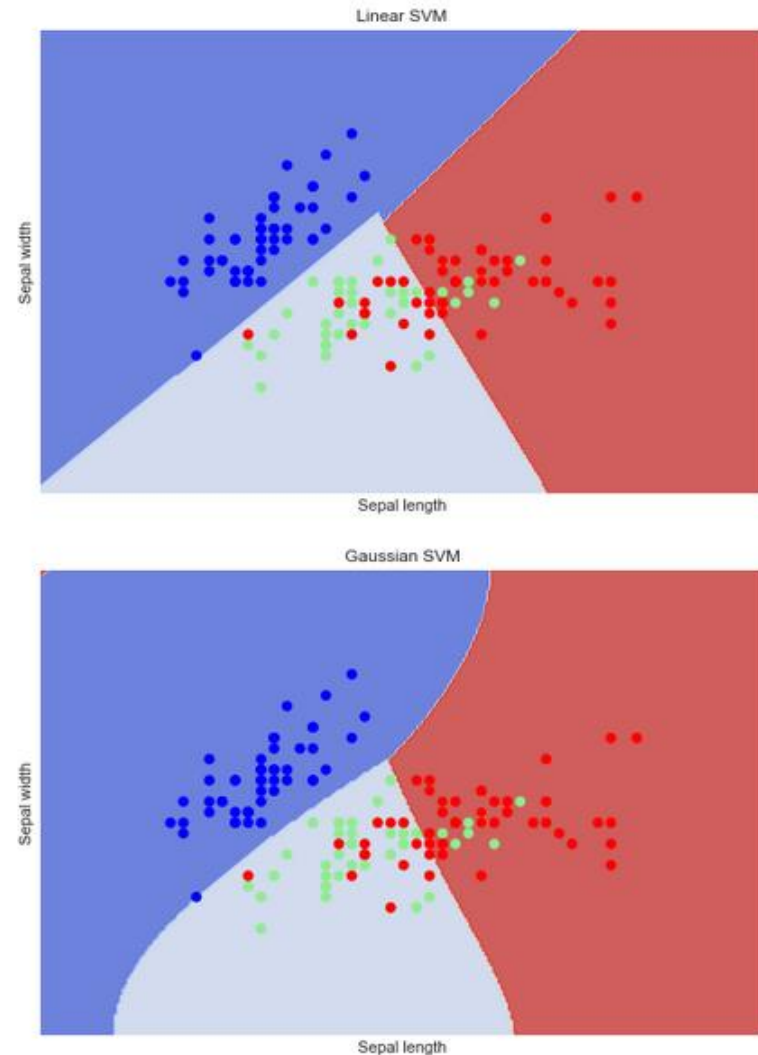 Linear SVM
Sepal width
Sepal length
Gaussian SVM
Sepal width
Sepal length